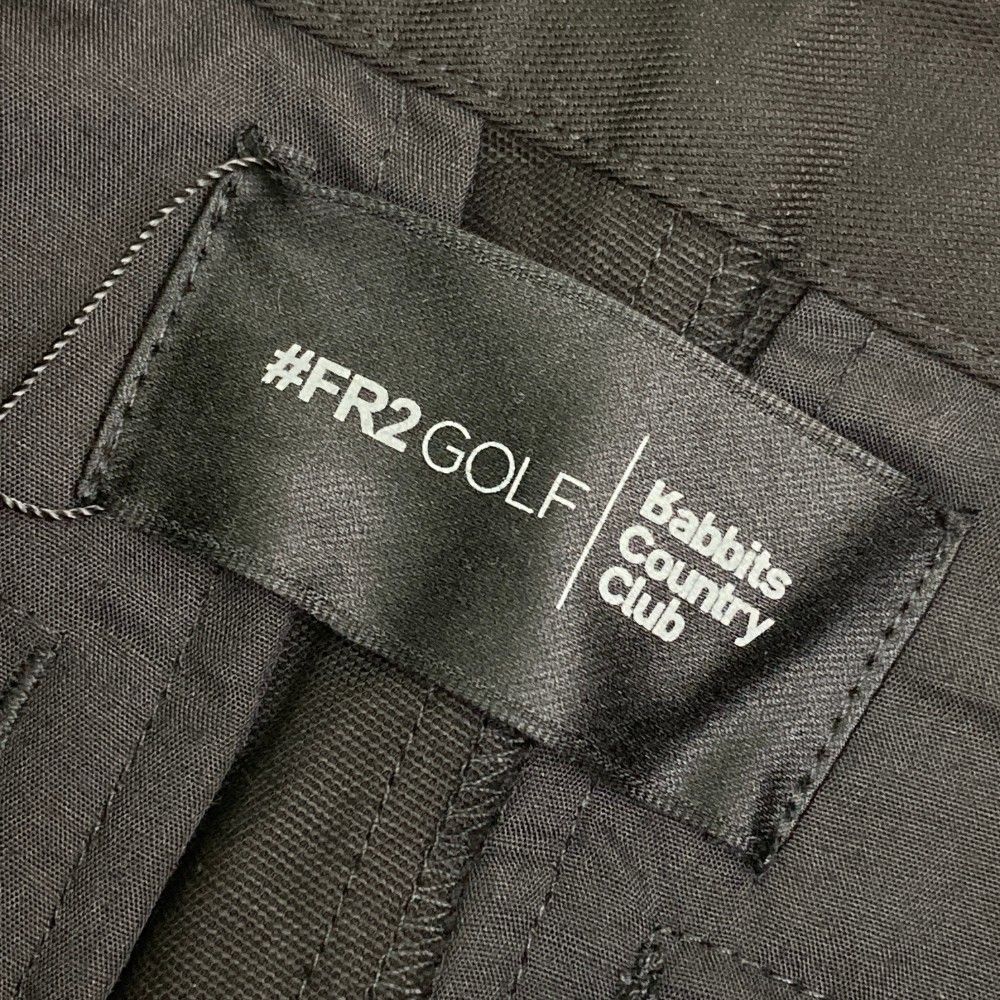 #FR2 GOLF
Rabbits
Country
Club